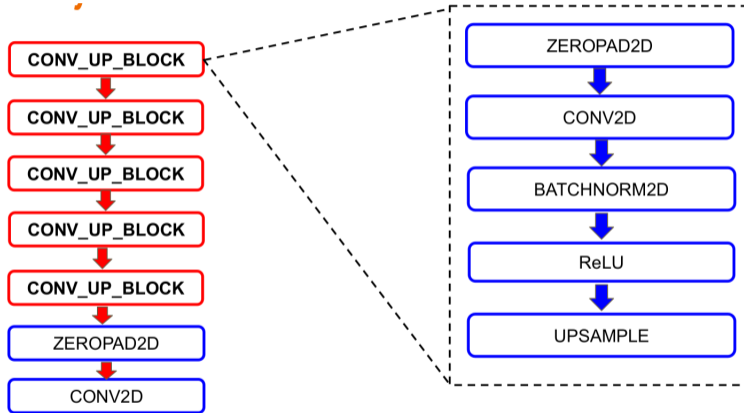 CONV_UP_BLOCK
CONV_UP_BLOCK
CONV_UP_BLOCK
CONV_UP_BLOCK
CONV_UP_BLOCK
ZEROPAD2D
CONV2D
ZEROPAD2D
CONV2D
BATCHNORM2D
ReLU
UPSAMPLE